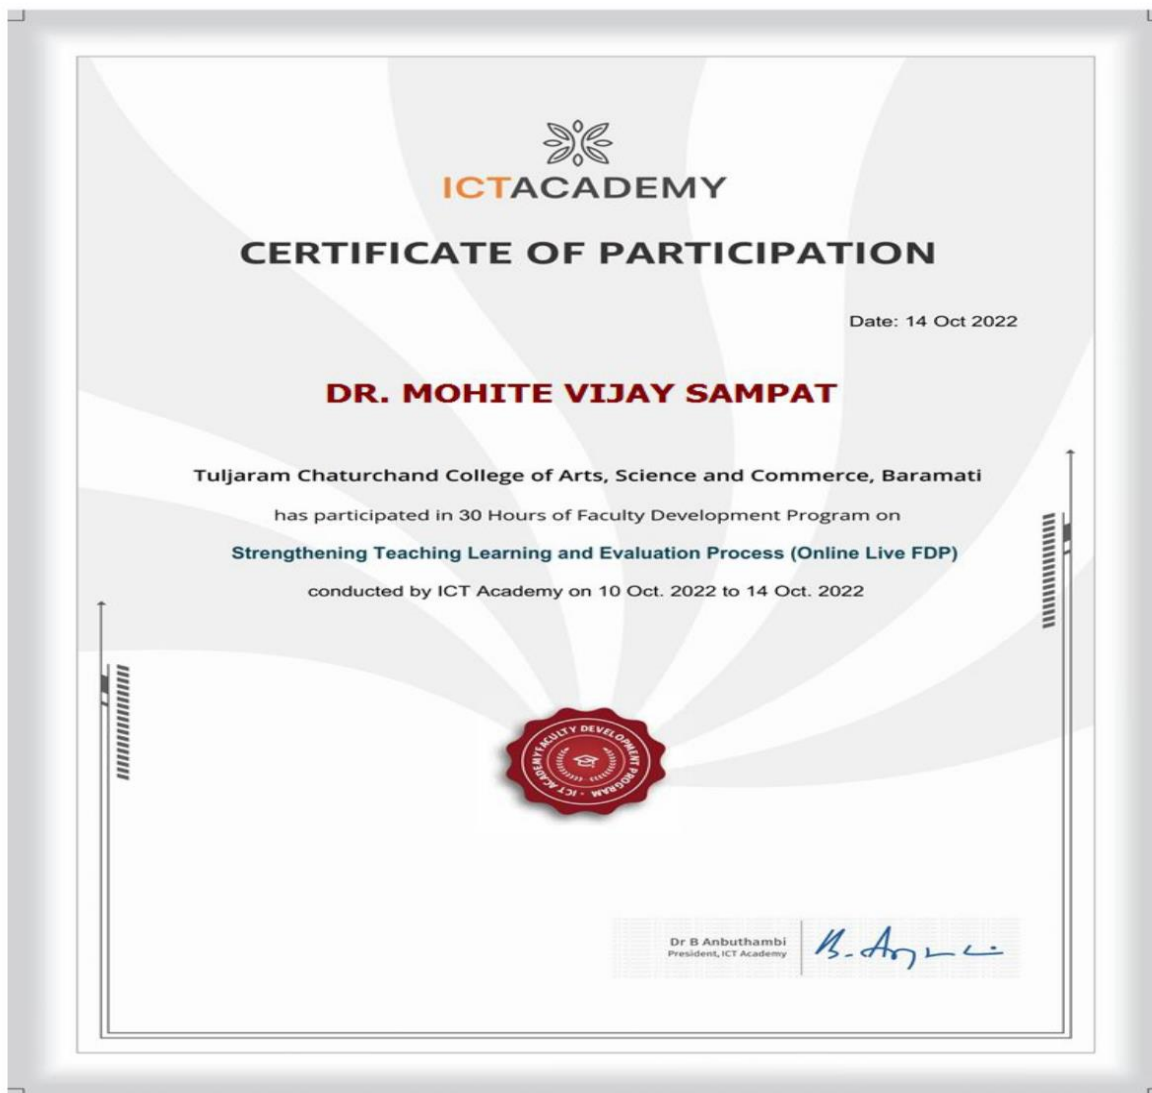 ICTACADEMY
CERTIFICATE OF PARTICIPATION
Date: 14 Oct 2022
DR. MOHITE VIJAY SAMPAT
Tuljaram Chaturchand College of Arts, Science and Commerce, Baramati
has participated in 30 Hours of Faculty Development Program on
Strengthening Teaching Learning and Evaluation Process (Online Live FDP)
conducted by ICT Academy on 10 Oct. 2022 to 14 Oct. 2022
FACULTY DEVELOPMENT PROGRAM - ICT ACADEMY
Dr B Anbuthambi
President, ICT Academy